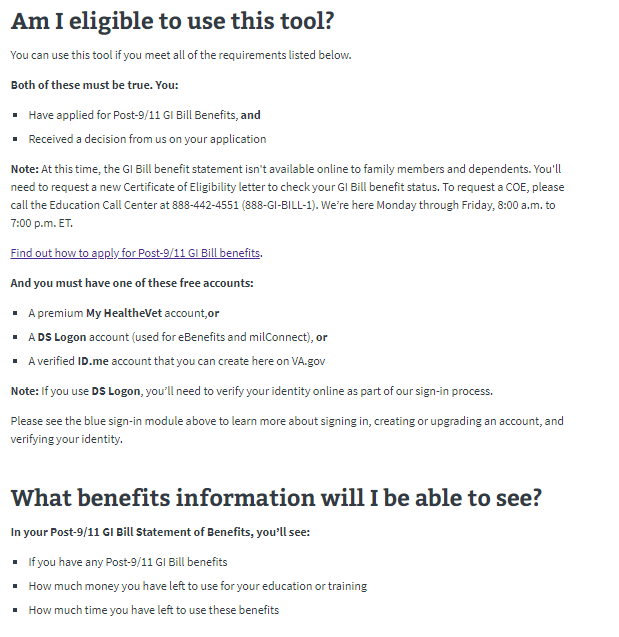 Am I eligible to use this tool?
You can use this tool if you meet all of the requirements listed below.
Both of these must be true. You:
▪ Have applied for Post-9/11 GI Bill Benefits, and
▪ Received a decision from us on your application
Note: At this time, the GI Bill benefit statement isn't available online to family members and dependents. You'll
need to request a new Certificate of Eligibility letter to check your GI Bill benefit status. To request a COE, please
call the Education Call Center at 888-442-4551 (888-GI-BILL-1). We're here Monday through Friday, 8:00 a.m. to
7:00 p.m. ET.
Find out how to apply for Post-9/11 GI Bill benefits.
And you must have one of these free accounts:
▪ A premium My HealtheVet account,or
▪ A DS Logon account (used for eBenefits and milConnect), or
▪ A verified ID.me account that you can create here on VA.gov
Note: If you use DS Logon, you'll need to verify your identity online as part of our sign-in process.
Please see the blue sign-in module above to learn more about signing in, creating or upgrading an account, and
verifying your identity.
What benefits information will I be able to see?
In your Post-9/11 GI Bill Statement of Benefits, you'll see:
▪ If you have any Post-9/11 GI Bill benefits
▪ How much money you have left to use for your education or training
▪ How much time you have left to use these benefits